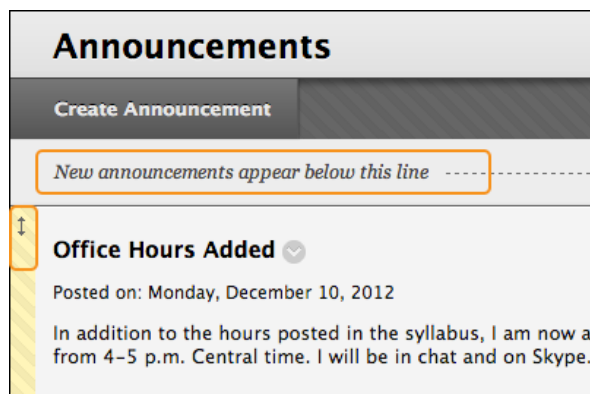 Announcements
Create Announcement
New announcements appear below this line
Office Hours Added
Posted on: Monday, December 10, 2012
In addition to the hours posted in the syllabus, I am now a
from 4–5 p.m. Central time. I will be in chat and on Skype.